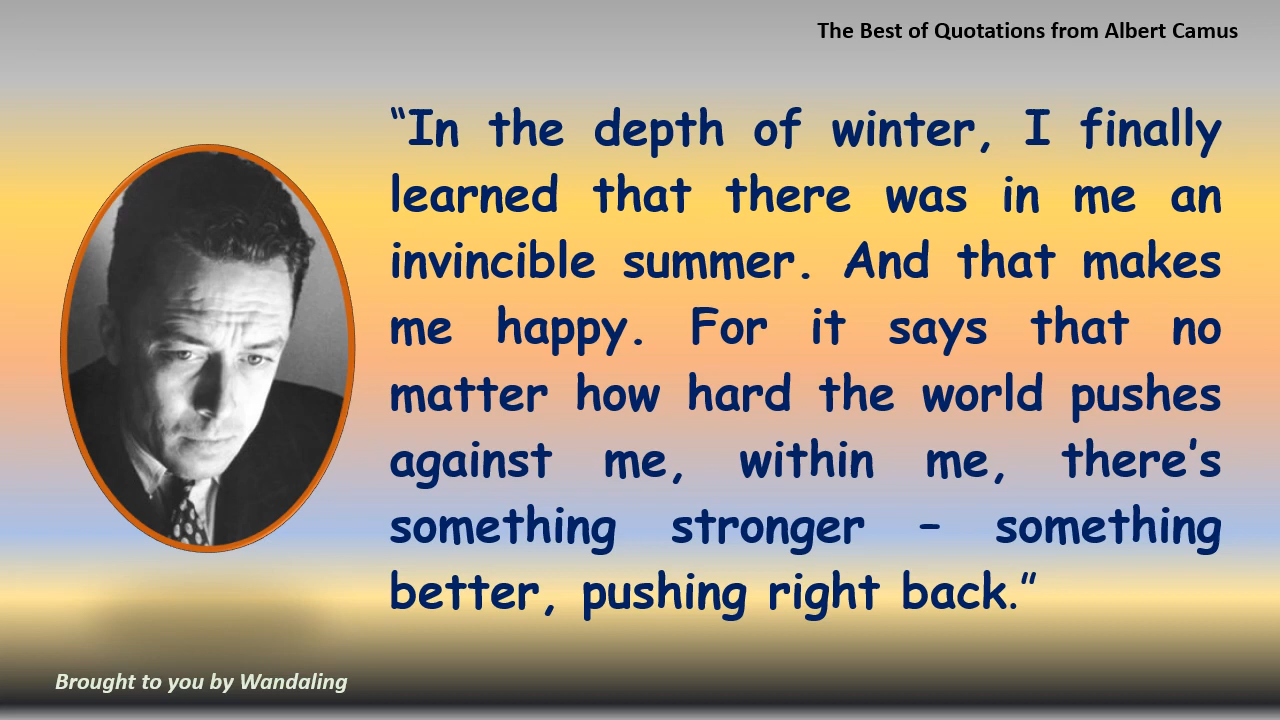 The Best of Quotations from Albert Camus
“In the depth of winter, I finally
learned that there was in me an
invincible summer. And that makes
me happy. For it says that no
matter how hard the world pushes
against me, within me, there’s
something stronger – something
better, pushing right back.”
Brought to you by Wandaling